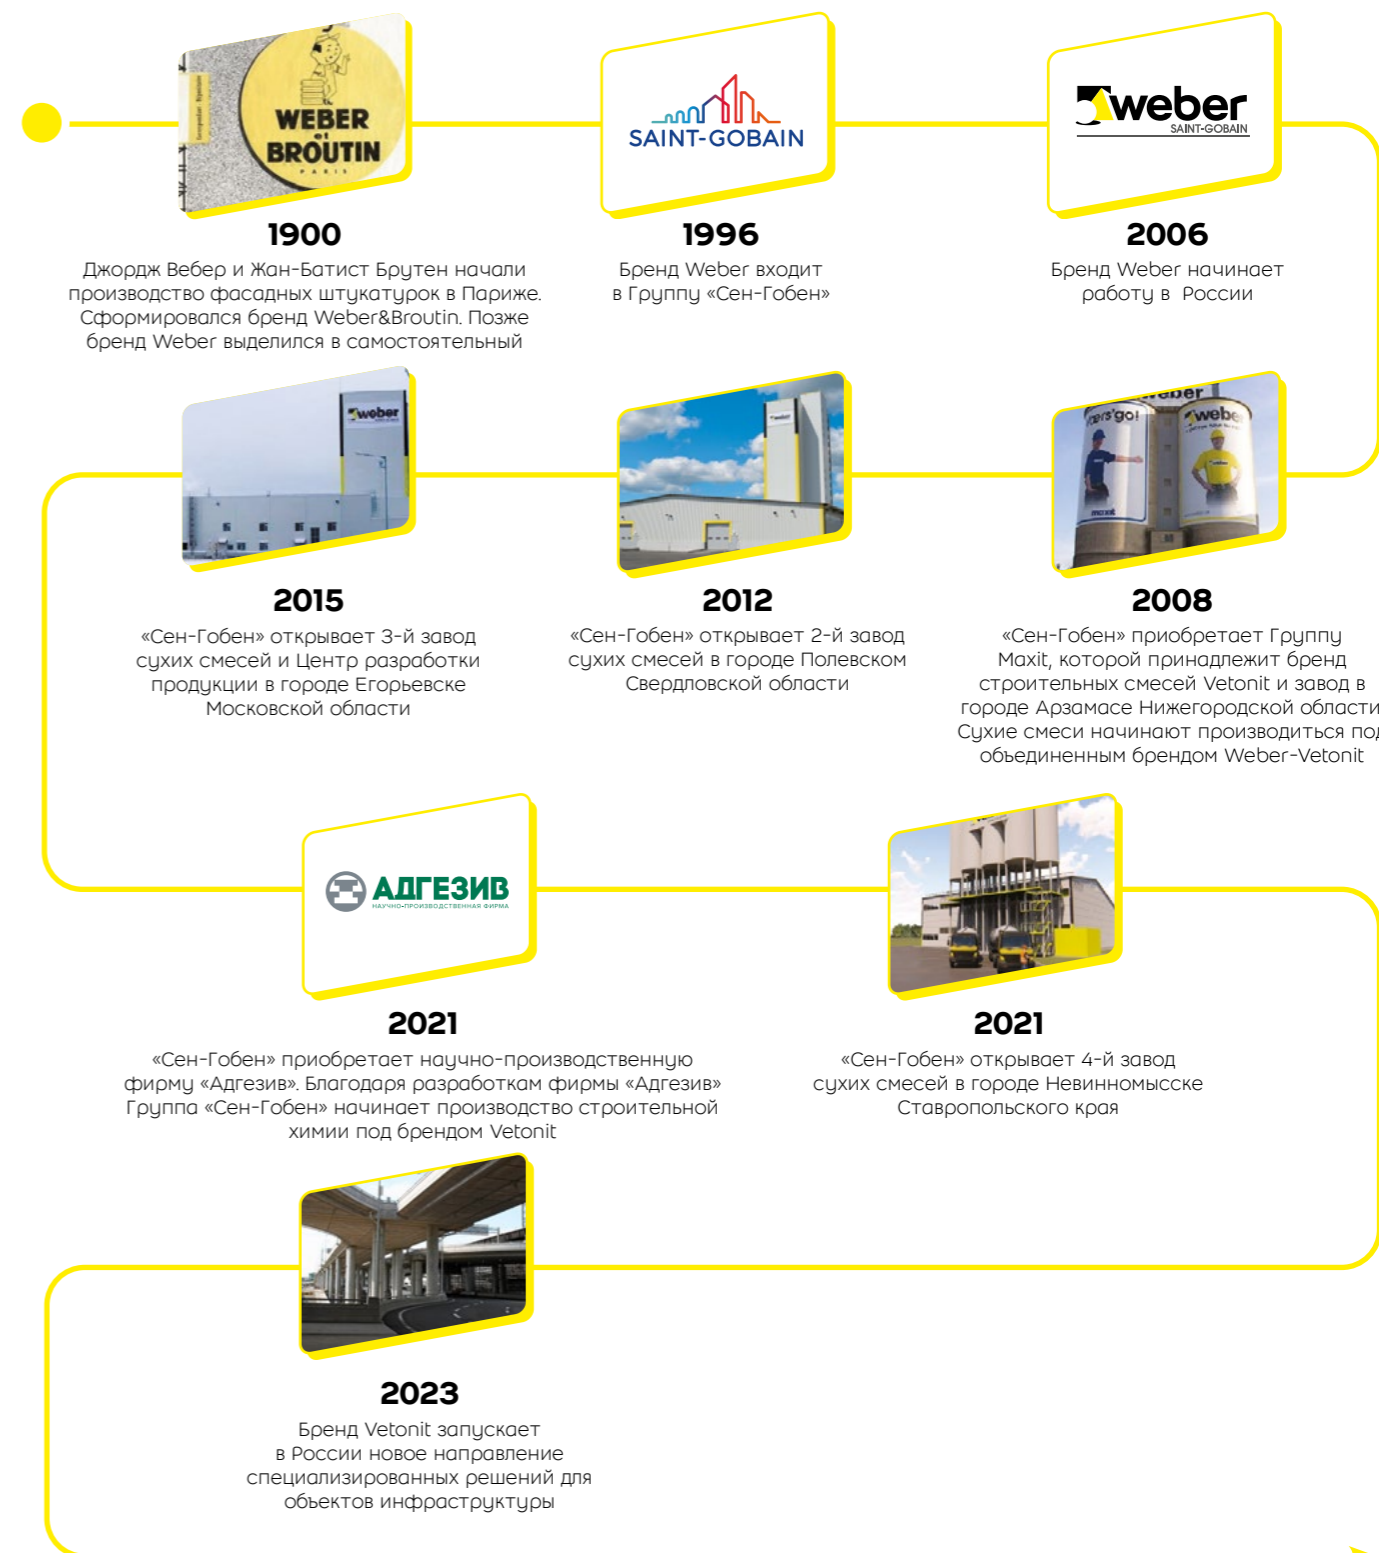 WEBER
et
BROUTIN
PARIS
SAINT-GOBAIN
weber
SAINT-GOBAIN
1900
Джордж Вебер и Жан-Батист Брутен начали
производство фасадных штукатурок в Париже.
Сформировался бренд Weber&Broutin. Позже
бренд Weber выделился в самостоятельный
1996
Бренд Weber входит
в Группу «Сен-Гобен»
2006
Бренд Weber начинает
работу в России
weber
weber
weber
weber
maxit
2015
«Сен-Гобен» открывает 3-й завод
сухих смесей и Центр разработки
продукции в городе Егорьевске
Московской области
2012
«Сен-Гобен» открывает 2-й завод
сухих смесей в городе Полевском
Свердловской области
2008
«Сен-Гобен» приобретает Группу
Maxit, которой принадлежит бренд
строительных смесей Vetonit и завод в
городе Арзамасе Нижегородской области
Сухие смеси начинают производиться под
объединенным брендом Weber-Vetonit
АДГЕЗИВ
НАУЧНО-ПРОИЗВОДСТВЕННАЯ ФИРМА
2021
«Сен-Гобен» приобретает научно-производственную
фирму «Адгезив». Благодаря разработкам фирмы «Адгезив»
Группа «Сен-Гобен» начинает производство строительной
химии под брендом Vetonit
2021
«Сен-Гобен» открывает 4-й завод
сухих смесей в городе Невинномысске
Ставропольского края
2023
Бренд Vetonit запускает
в России новое направление
специализированных решений для
объектов инфраструктуры